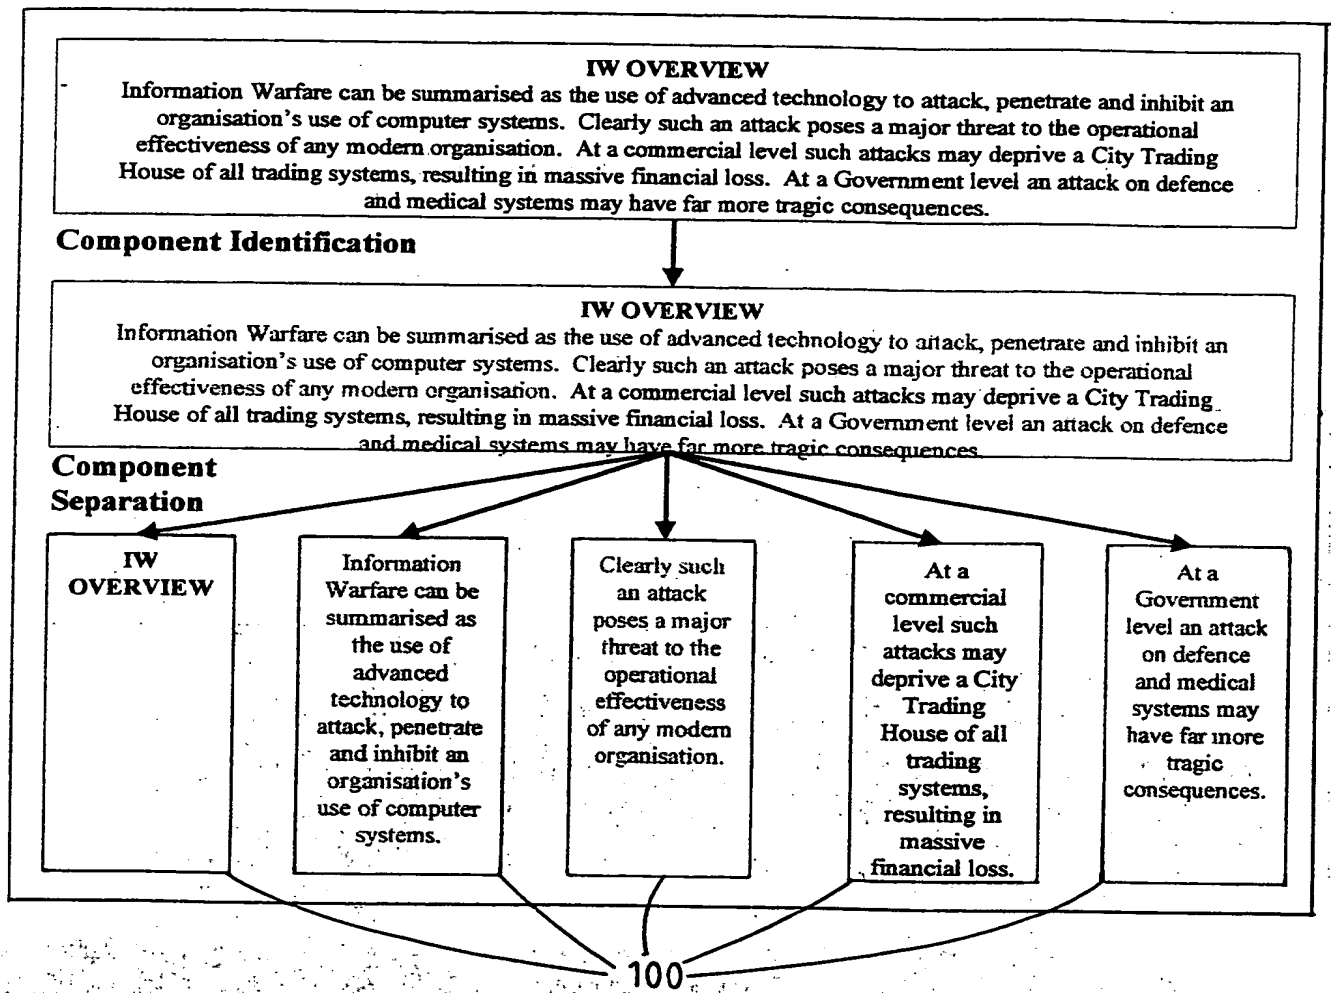 IW OVERVIEW
Information Warfare can be summarised as the use of advanced technology to attack, penetrate and inhibit an
organisation's use of computer systems. Clearly such an attack poses a major threat to the operational
effectiveness of any modern organisation. At a commercial level such attacks may deprive a City Trading
House of all trading systems, resulting in massive financial loss. At a Government level an attack on defence
and medical systems may have far more tragic consequences.
Component Identification
IW OVERVIEW
Information Warfare can be summarised as the use of advanced technology to attack, penetrate and inhibit an
organisation's use of computer systems. Clearly such an attack poses a major threat to the operational
effectiveness of any modern organisation. At a commercial level such attacks may deprive a City Trading
House of all trading systems, resulting in massive financial loss. At a Government level an attack on defence
and medical systems may have far more tragic consequences
Component
Separation
IW
OVERVIEW
Information
Warfare can be
summarised as
the use of
advanced
technology to
attack, penetrate
and inhibit an
organisation's
use of computer
systems.
Clearly such
an attack
poses a major
threat to the
operational
effectiveness
of any modern
organisation.
At a
commercial
level such
attacks may
deprive a City
Trading
House of all
trading
systems,
resulting in
massive
financial loss.
At a
Government
level an attack
on defence
and medical
systems may
have far more
tragic
consequences.
100